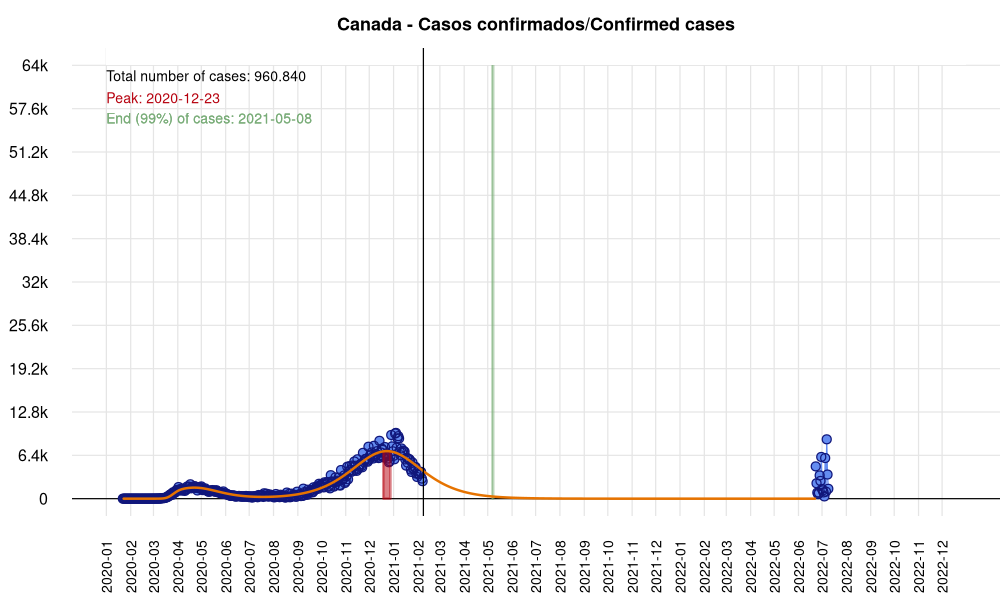 Canada - Casos confirmados/Confirmed cases
64k
Total number of cases: 960.840
Peak: 2020-12-23
57.6k
End (99%) of cases: 2021-05-08
51.2k
44.8k
38.4k
32k
25.6k
19.2k
12.8k
6.4k
0
2020-01
2020-02
2020-03
2020-04
2020-05
2020-06
2020-07
2020-08
2020-09
2020-10
2020-11
2020-12
2021-01
2021-02
2021-03
2021-04
2021-05
2021-06
2021-07
2021-08
2021-09
2021-10
2021-11
2021-12
2022-01
2022-02
2022-03
2022-04
2022-05
2022-06
2022-07
2022-08
2022-09
2022-10
2022-11
2022-12